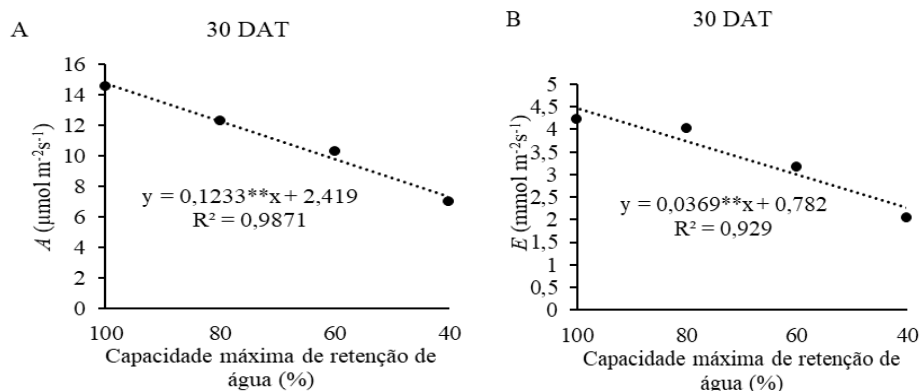 A
30 DAT
A (µmol m⁻²s⁻¹)
16
14
12
10
8
6
4
2
0
y = 0,1233**x + 2,419
R² = 0,9871
100
80
60
40
Capacidade máxima de retenção de
água (%)
B
30 DAT
E (mmol m⁻²s⁻¹)
5
4,5
4
3,5
3
2,5
2
1,5
1
0,5
0
y = 0,0369**x + 0,782
R² = 0,929
100
80
60
40
Capacidade máxima de retenção de
água (%)